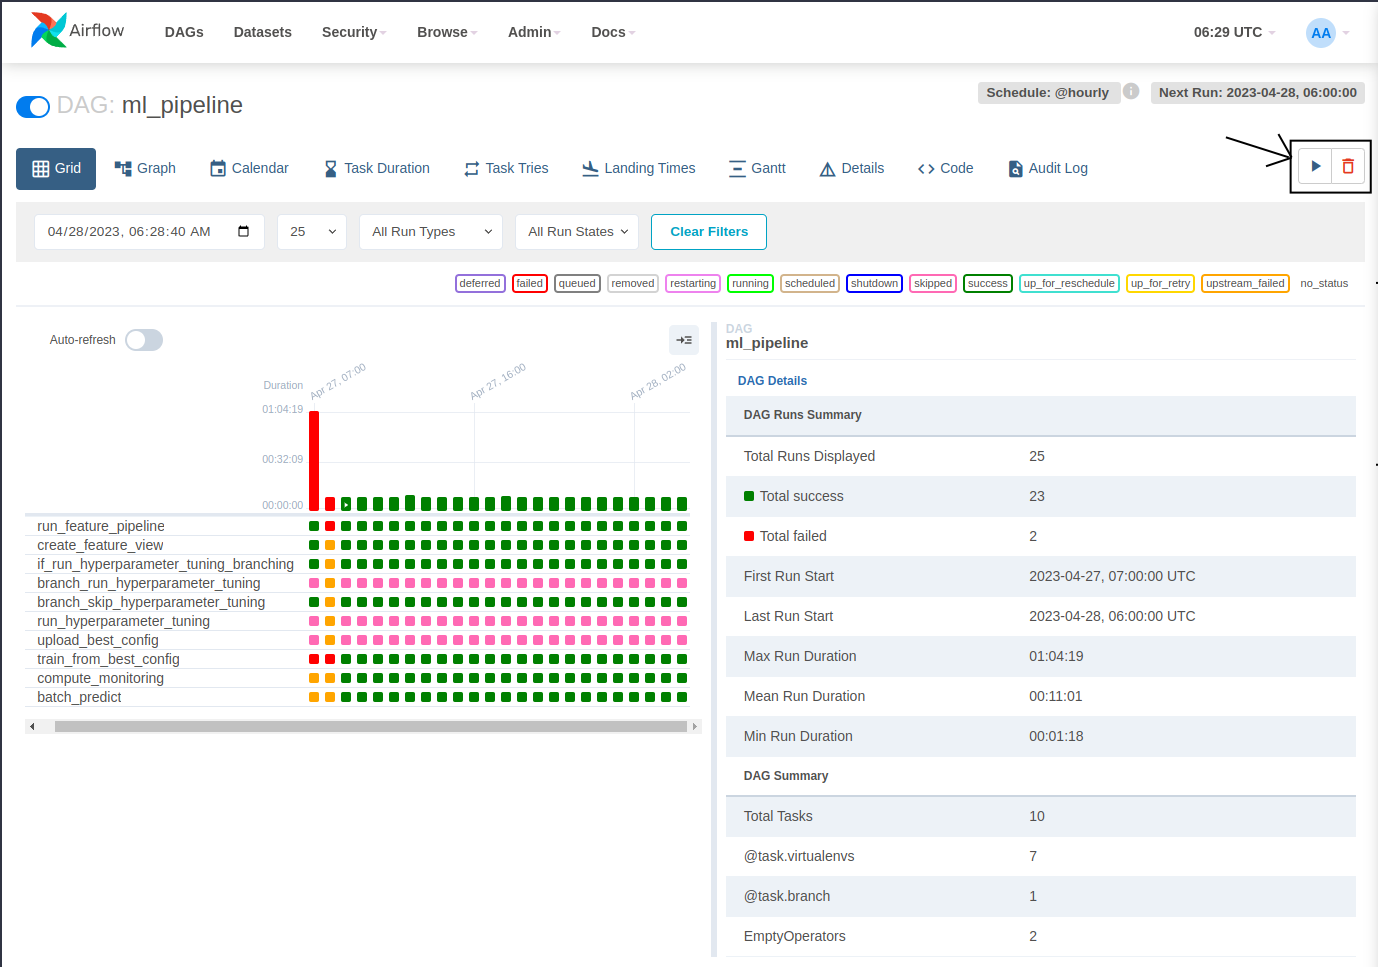 Airflow DAGs Datasets Security Browse Admin Docs 06:29 UTC AA
Schedule: @hourly i Next Run: 2023-04-28, 06:00:00
DAG: ml_pipeline
Grid Graph Calendar Task Duration Task Tries Landing Times Gantt Details Code Audit Log
04/28/2023, 06:28:40 AM 25 All Run Types All Run States Clear Filters
deferred failed queued removed restarting running scheduled shutdown skipped success up_for_reschedule up_for_retry upstream_failed no_status
Auto-refresh
Apr 27, 07:00 Apr 27, 16:00 Apr 28, 02:00
Duration
01:04:19
00:32:09
00:00:00
run_feature_pipeline
create_feature_view
if_run_hyperparameter_tuning_branching
branch_run_hyperparameter_tuning
branch_skip_hyperparameter_tuning
run_hyperparameter_tuning
upload_best_config
train_from_best_config
compute_monitoring
batch_predict
DAG
ml_pipeline
DAG Details
DAG Runs Summary
Total Runs Displayed 25
Total success 23
Total failed 2
First Run Start 2023-04-27, 07:00:00 UTC
Last Run Start 2023-04-28, 06:00:00 UTC
Max Run Duration 01:04:19
Mean Run Duration 00:11:01
Min Run Duration 00:01:18
DAG Summary
Total Tasks 10
@task.virtualenvs 7
@task.branch 1
EmptyOperators 2